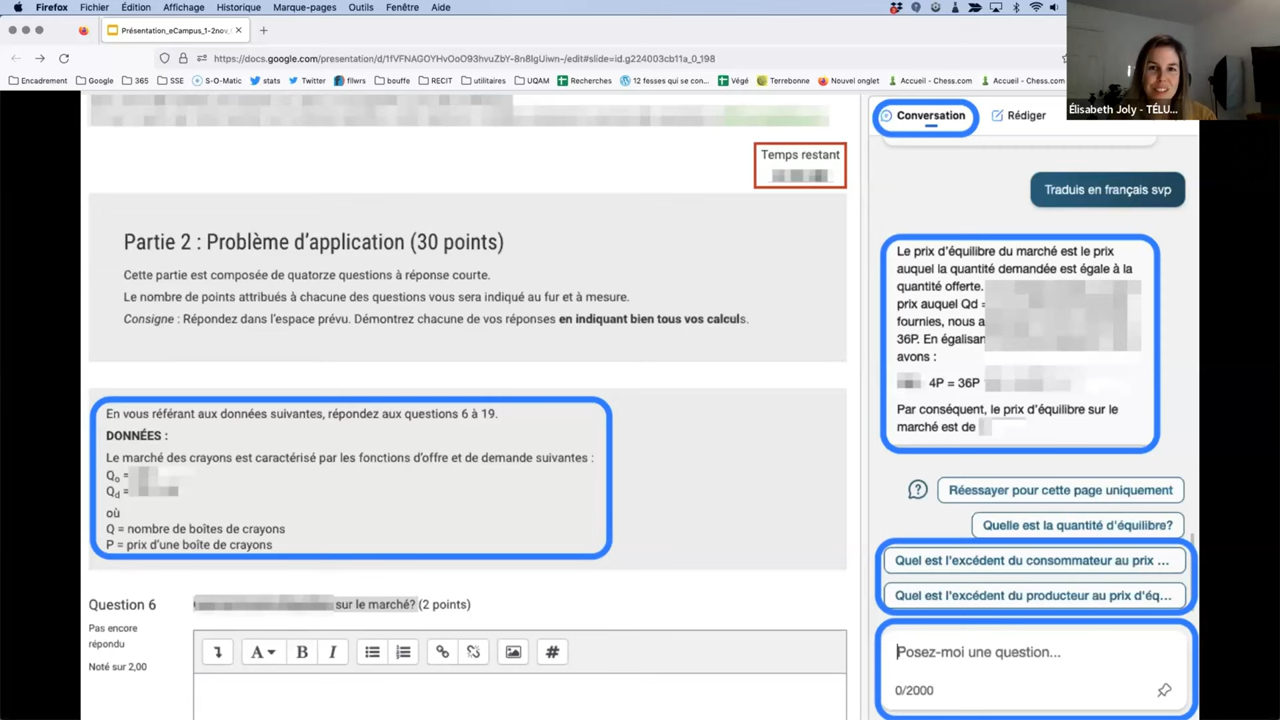 Firefox Fichier Édition Affichage Historique Marque-pages Outils Fenêtre Aide
Présentation_eCampus_1-2nov_
https://docs.google.com/presentation/d/1fVFNAGOYHvOoO93hvuZbY-8n8IgUiwn-/edit#slide=id.g224003cb11a_0_198
Encadrement Google 365 SSE S-O-Matic stats Twitter fllwrs bouffe RECIT utilitaires UQAM Recherches 12 fesses qui se con... Végé Terrebonne Nouvel onglet Accueil - Chess.com Accueil - Chess.com
Élisabeth Joly - TÉLU...
Conversation Rédiger
Temps restant
Partie 2 : Problème d'application (30 points)
Cette partie est composée de quatorze questions à réponse courte.
Le nombre de points attribués à chacune des questions vous sera indiqué au fur et à mesure.
Consigne : Répondez dans l'espace prévu. Démontrez chacune de vos réponses en indiquant bien tous vos calculs.
En vous référant aux données suivantes, répondez aux questions 6 à 19.
DONNÉES :
Le marché des crayons est caractérisé par les fonctions d'offre et de demande suivantes :
Qo =
Qd =
où
Q = nombre de boîtes de crayons
P = prix d'une boîte de crayons
Question 6
Pas encore
répondu
Noté sur 2,00
sur le marché? (2 points)
A B I #
Traduis en français svp
Le prix d'équilibre du marché est le prix
auquel la quantité demandée est égale à la
quantité offerte.
prix auquel Qd =
fournies, nous a
36P. En égalisan
avons :
4P = 36P
Par conséquent, le prix d'équilibre sur le
marché est de
Réessayer pour cette page uniquement
Quelle est la quantité d'équilibre?
Quel est l'excédent du consommateur au prix ...
Quel est l'excédent du producteur au prix d'éq...
Posez-moi une question...
0/2000